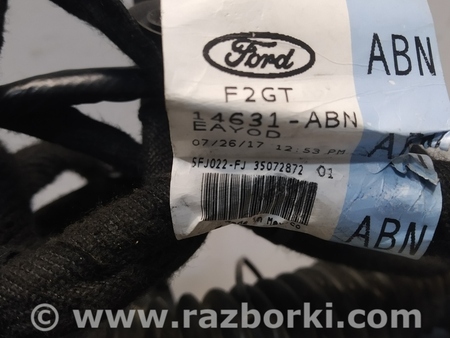 Ford
F2GT
14631-ABN
EAYOD
07/26/17 12:53 PM
5FJ022-FJ 35072872 01
ABN
ABN
© www.razborki.com